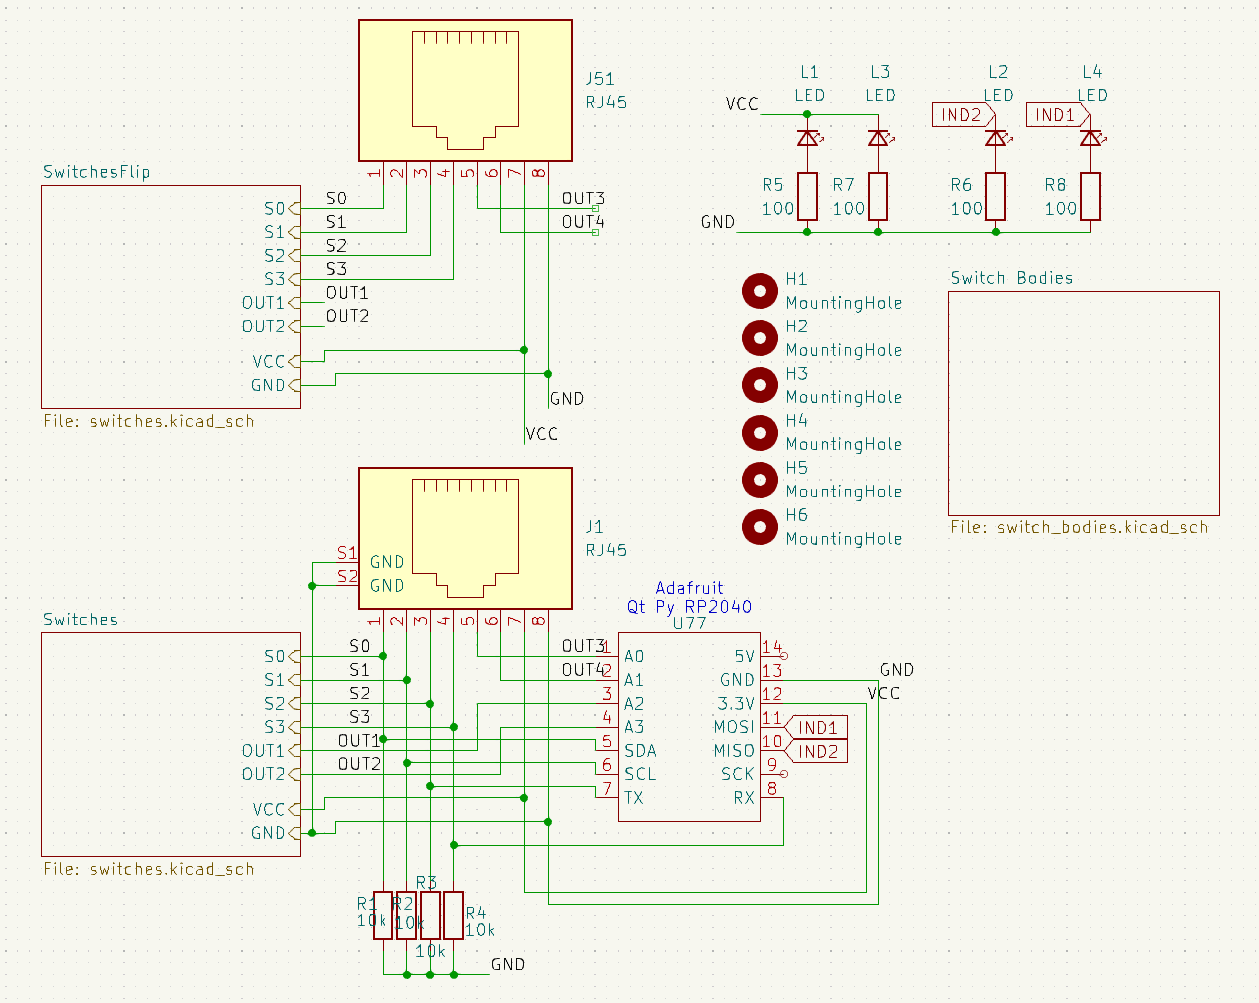 J51
RJ45
1 2 3 4 5 6 7 8
SwitchesFlip
S0 S0
S1 S1
S2 S2
S3 S3
OUT1 OUT1
OUT2 OUT2
VCC
GND
File: switches.kicad_sch
OUT3
OUT4
GND
VCC
L1 L3 L2 L4
LED LED LED LED
VCC IND2 IND1
R5 R7 R6 R8
100 100 100 100
GND
H1
MountingHole
H2
MountingHole
H3
MountingHole
H4
MountingHole
H5
MountingHole
H6
MountingHole
Switch Bodies
File: switch_bodies.kicad_sch
J1
RJ45
S1 GND
S2 GND
1 2 3 4 5 6 7 8
Switches
S0 S0
S1 S1
S2 S2
S3 S3
OUT1 OUT1
OUT2 OUT2
VCC
GND
File: switches.kicad_sch
Adafruit
Qt Py RP2040
U77
OUT3 1 A0 5V 14
OUT4 2 A1 GND 13 GND
3 A2 3.3V 12 VCC
4 A3 MOSI 11 IND1
5 SDA MISO 10 IND2
6 SCL SCK 9
7 TX RX 8
R3
R1 R2 R4
10k 10k 10k
10k
GND